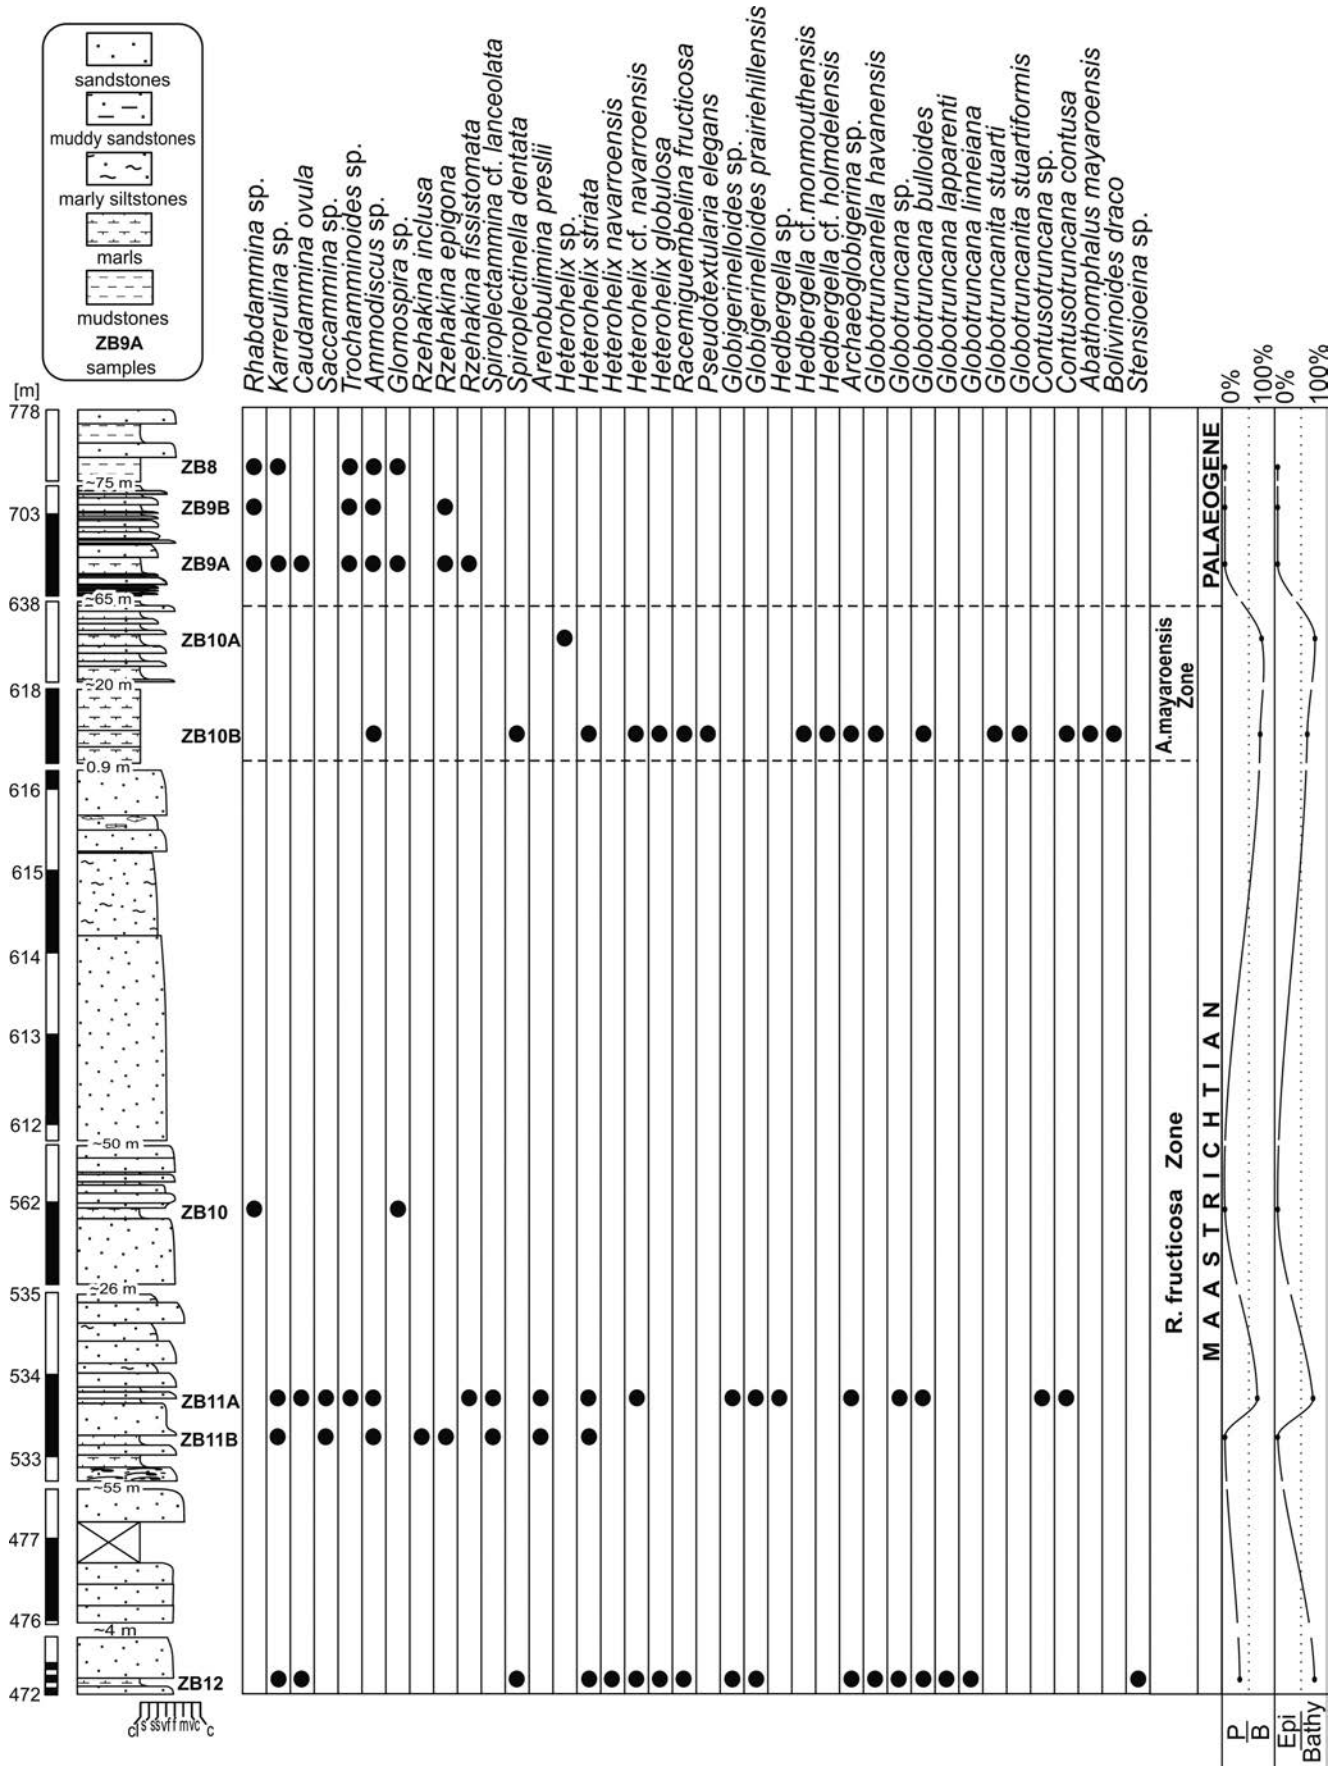 sandstones
muddy sandstones
marly siltstones
marls
mudstones
ZB9A
samples
[m]
Rhabdammina sp.
Karrerulina sp.
Caudammina ovula
Saccammina sp.
Trochamminoides sp.
Ammodiscus sp.
Glomospira sp.
Rzehakina inclusa
Rzehakina epigona
Rzehakina fissistomata
Spiroplectammina cf. lanceolata
Spiroplectinella dentata
Arenobulimina preslii
Heterohelix sp.
Heterohelix striata
Heterohelix navarroensis
Heterohelix cf. navarroensis
Heterohelix globulosa
Racemiguembelina fructicosa
Pseudotextularia elegans
Globigerinelloides sp.
Globigerinelloides prairiehillensis
Hedbergella sp.
Hedbergella cf.monmouthensis
Hedbergella cf. holmdelensis
Archaeoglobigerina sp.
Globotruncanella havanensis
Globotruncana sp.
Globotruncana bulloides
Globotruncana lapparenti
Globotruncana linneiana
Globotruncanita stuarti
Globotruncanita stuartiformis
Contusotruncana sp.
Contusotruncana contusa
Abathomphalus mayaroensis
Bolivinoides draco
Stensioeina sp.
0%
100%
0%
100%
778
ZB8
~75 m
703
ZB9B
ZB9A
PALAEOGENE
~65 m
638
ZB10A
A.mayaroensis
Zone
~20 m
618
ZB10B
0.9 m
616
615
614
613
612
~50 m
562
ZB10
~26 m
535
534
ZB11A
ZB11B
533
R. fructicosa Zone
MAASTRICHTIAN
~55 m
477
476
~4 m
ZB12
472
cl s ssvf f mvc c
P
B
Epi
Bathy